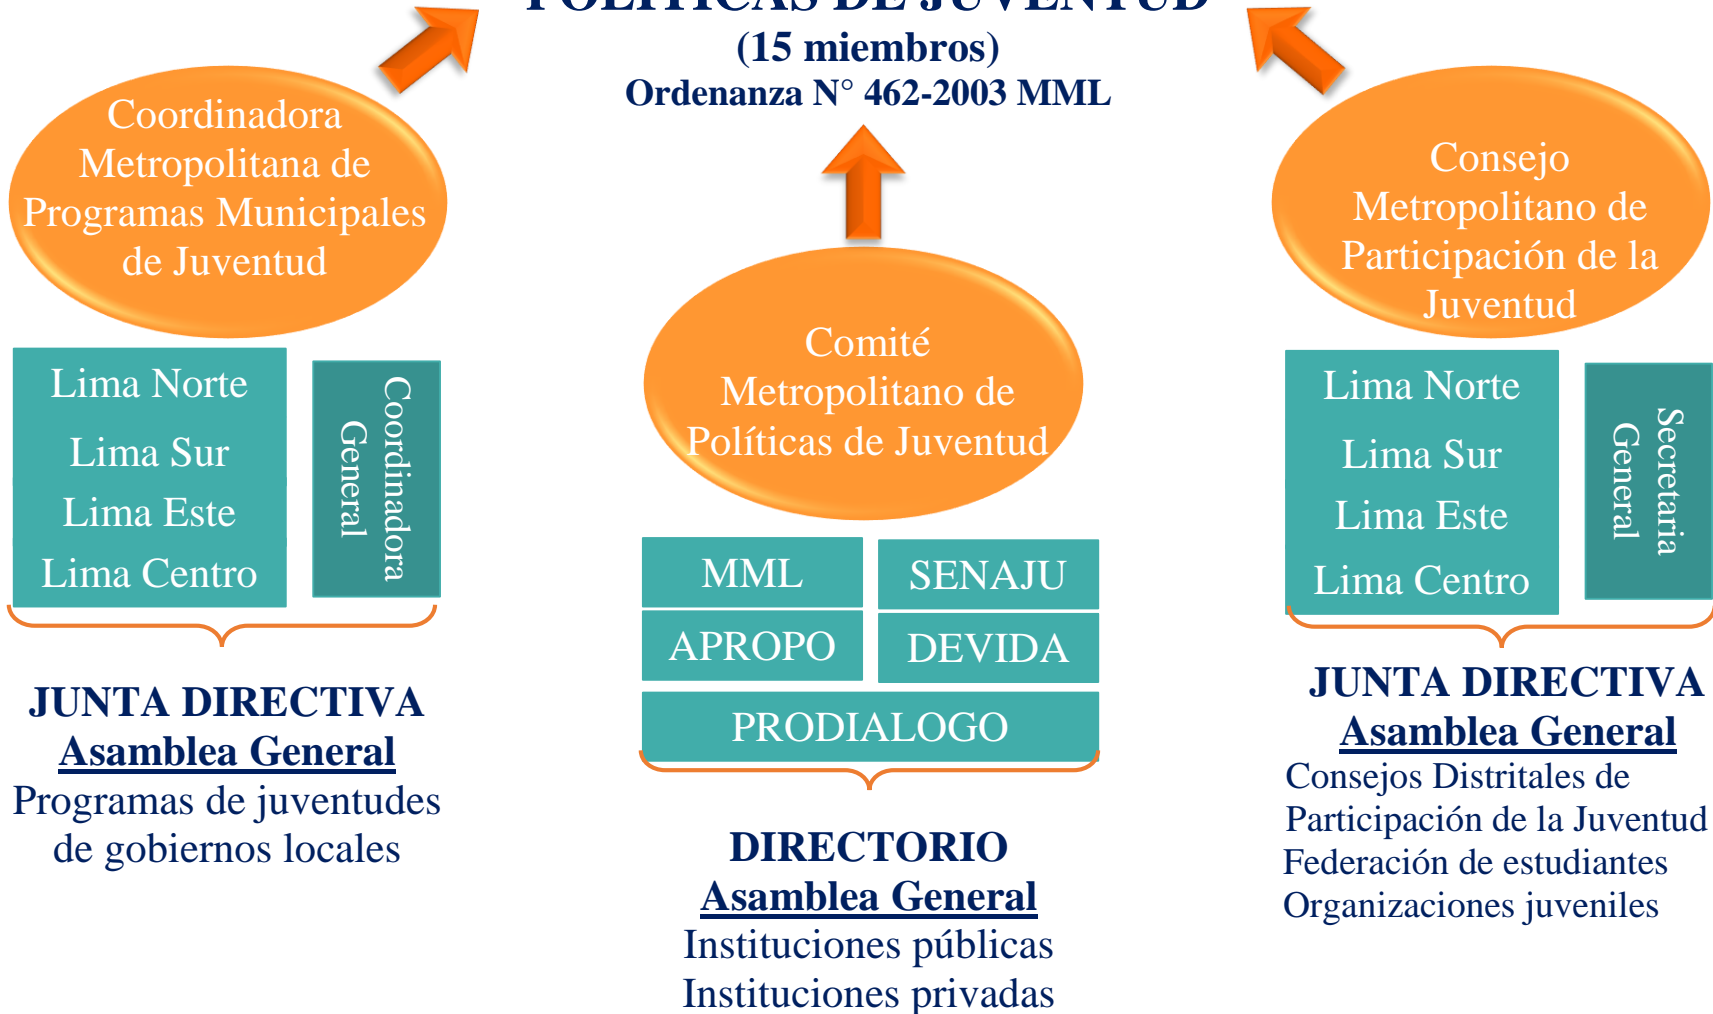 POLÍTICAS DE JUVENTUD
(15 miembros)
Ordenanza N° 462-2003 MML
Coordinadora
Metropolitana de
Programas Municipales
de Juventud
Lima Norte
Lima Sur
Lima Este
Lima Centro
Coordinadora
General
JUNTA DIRECTIVA
Asamblea General
Programas de juventudes
de gobiernos locales
Comité
Metropolitano de
Políticas de Juventud
MML
SENAJU
APROPO
DEVIDA
PRODIALOGO
DIRECTORIO
Asamblea General
Instituciones públicas
Instituciones privadas
Consejo
Metropolitano de
Participación de la
Juventud
Lima Norte
Lima Sur
Lima Este
Lima Centro
Secretaria
General
JUNTA DIRECTIVA
Asamblea General
Consejos Distritales de
Participación de la Juventud
Federación de estudiantes
Organizaciones juveniles